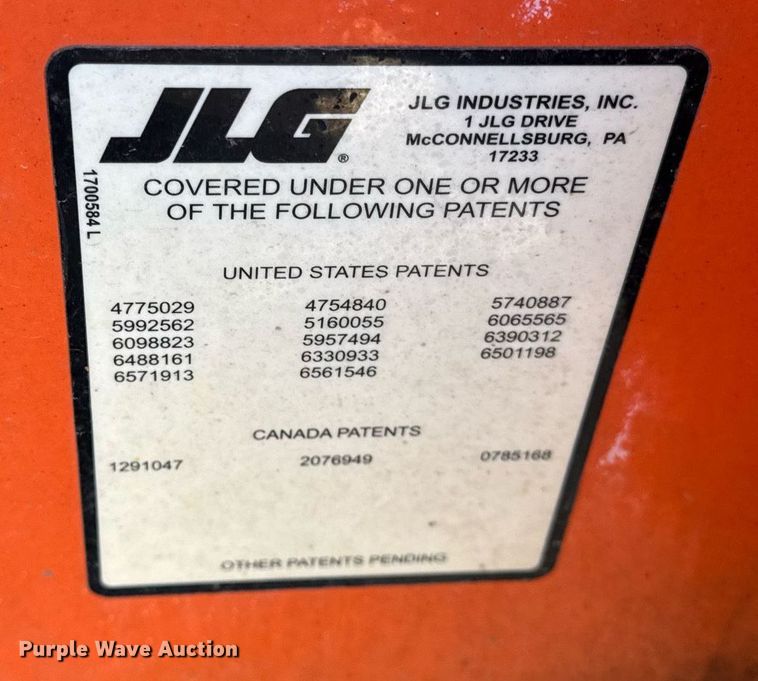 JLG®
JLG INDUSTRIES, INC.
1 JLG DRIVE
McCONNELLSBURG, PA
17233
1700584 L
COVERED UNDER ONE OR MORE
OF THE FOLLOWING PATENTS
UNITED STATES PATENTS
4775029 4754840 5740887
5992562 5160055 6065565
6098823 5957494 6390312
6488161 6330933 6501198
6571913 6561546
CANADA PATENTS
1291047 2076949 0785168
OTHER PATENTS PENDING
Purple Wave Auction